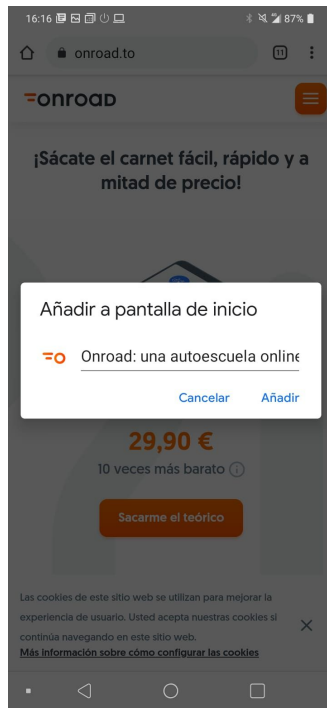 16:16
87%
onroad.to
11
onroad
¡Sácate el carnet fácil, rápido y a
mitad de precio!
Añadir a pantalla de inicio
Onroad: una autoescuela online
Cancelar
Añadir
29,90 €
10 veces más barato
Sacarme el teórico
Las cookies de este sitio web se utilizan para mejorar la
experiencia de usuario. Usted acepta nuestras cookies si
continúa navegando en este sitio web.
Más información sobre cómo configurar las cookies